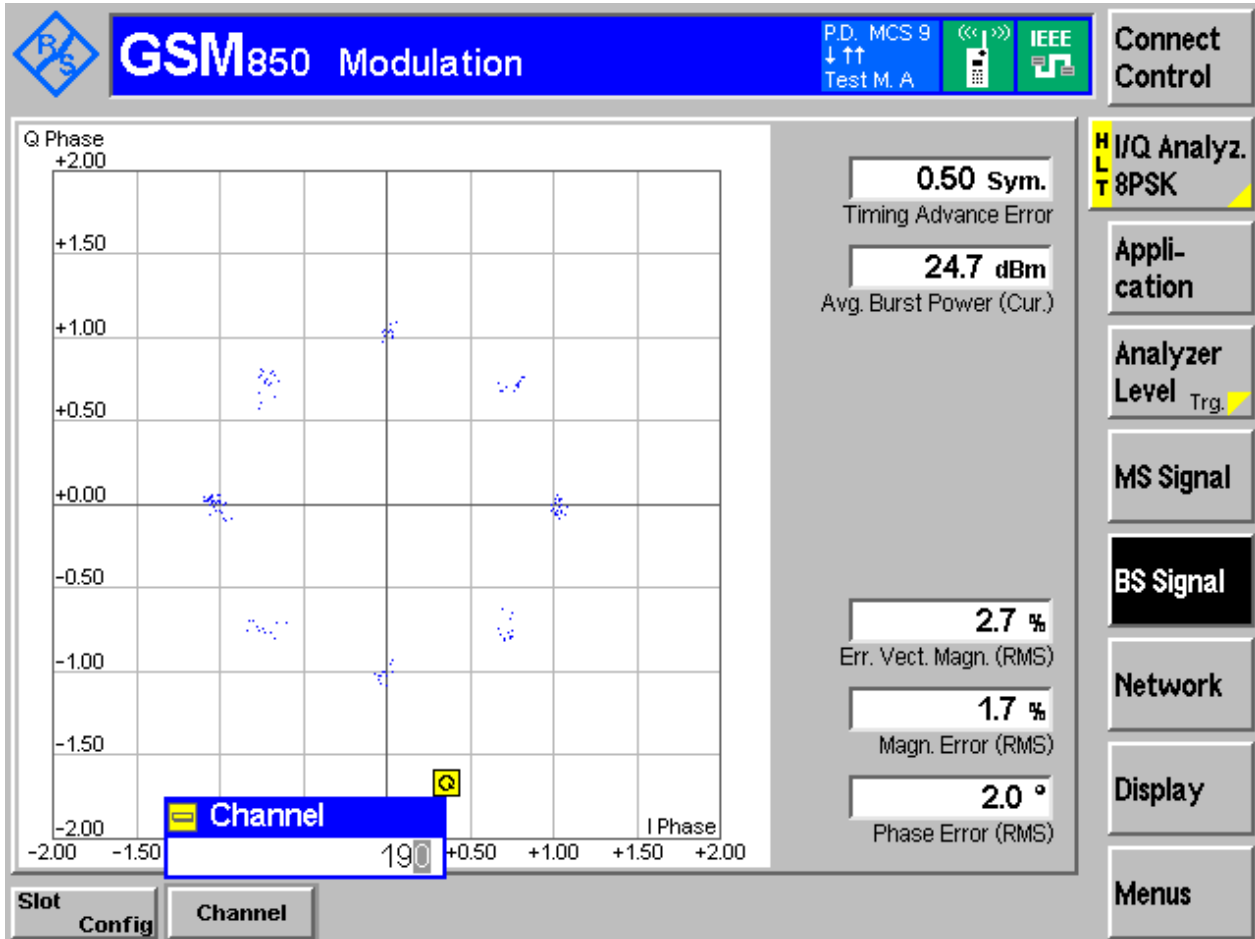 R/S
GSM850 Modulation
P.D. MCS 9
↓ ↑↑
Test M. A
IEEE
Connect
Control
Q Phase
+2.00
+1.50
+1.00
+0.50
+0.00
-0.50
-1.00
-1.50
-2.00
I Phase
-2.00 -1.50 +0.50 +1.00 +1.50 +2.00
Q
Channel
190
0.50 Sym.
Timing Advance Error
24.7 dBm
Avg. Burst Power (Cur.)
2.7 %
Err. Vect. Magn. (RMS)
1.7 %
Magn. Error (RMS)
2.0 °
Phase Error (RMS)
HLT
I/Q Analyz.
8PSK
Appli-
cation
Analyzer
Level Trg.
MS Signal
BS Signal
Network
Display
Menus
Slot
Config
Channel